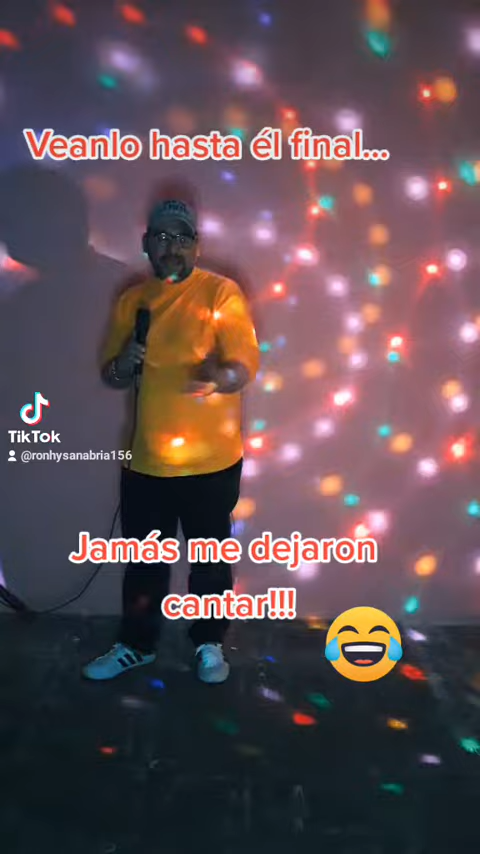 Veanlo hasta él final...
TikTok
@ronhysanabria156
Jamás me dejaron
cantar!!!